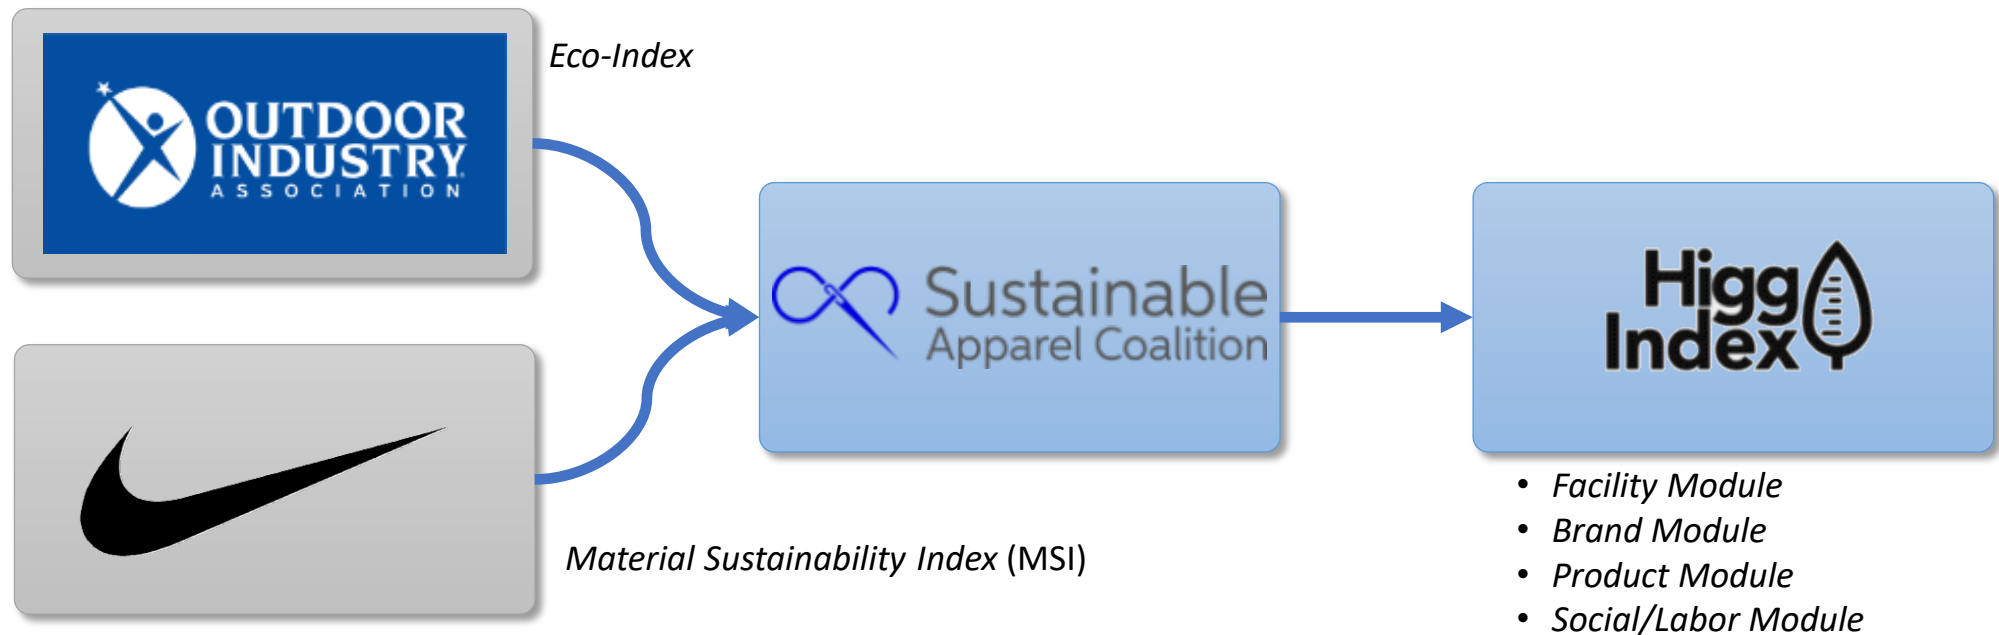 Eco-Index
OUTDOOR
INDUSTRY
ASSOCIATION
Material Sustainability Index (MSI)
Sustainable
Apparel Coalition
Higg
Index
• Facility Module
• Brand Module
• Product Module
• Social/Labor Module